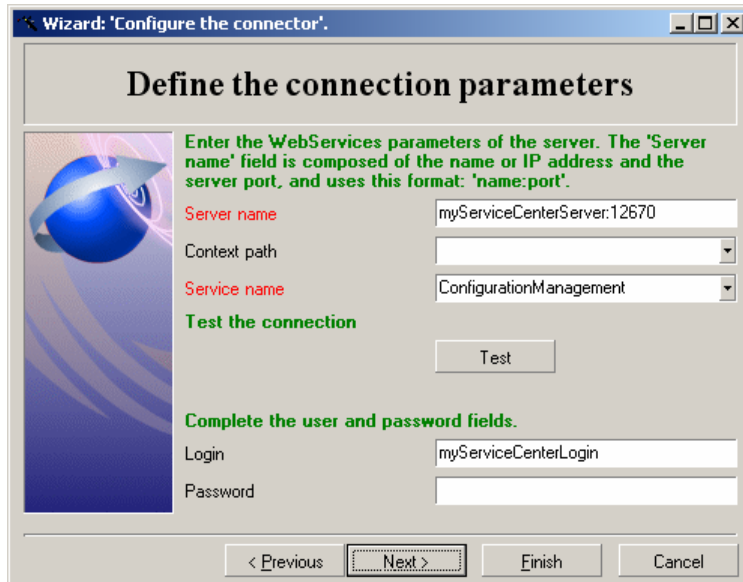 Wizard: 'Configure the connector'.
Define the connection parameters
Enter the WebServices parameters of the server. The 'Server
name' field is composed of the name or IP address and the
server port, and uses this format: 'name:port'.
Server name myServiceCenterServer:12670
Context path
Service name ConfigurationManagement
Test the connection
Test
Complete the user and password fields.
Login myServiceCenterLogin
Password
< Previous Next > Finish Cancel